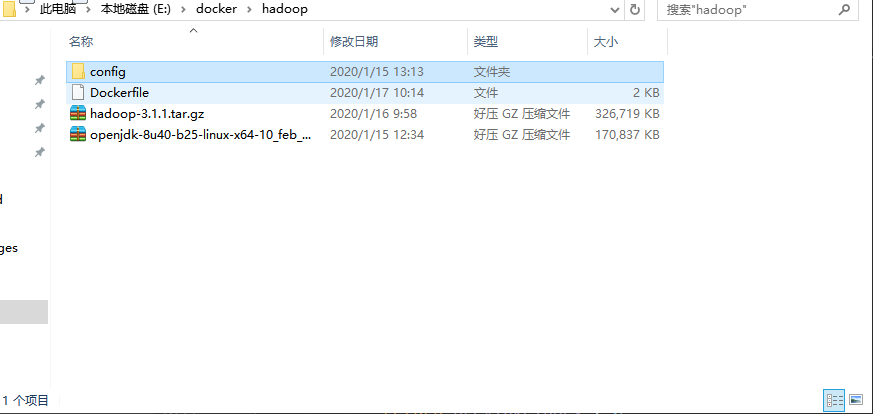 此电脑 > 本地磁盘 (E:) > docker > hadoop 搜索"hadoop"
名称 修改日期 类型 大小
config 2020/1/15 13:13 文件夹
Dockerfile 2020/1/17 10:14 文件 2 KB
hadoop-3.1.1.tar.gz 2020/1/16 9:58 好压 GZ 压缩文件 326,719 KB
openjdk-8u40-b25-linux-x64-10_feb_... 2020/1/15 12:34 好压 GZ 压缩文件 170,837 KB
d
ges
1 个项目